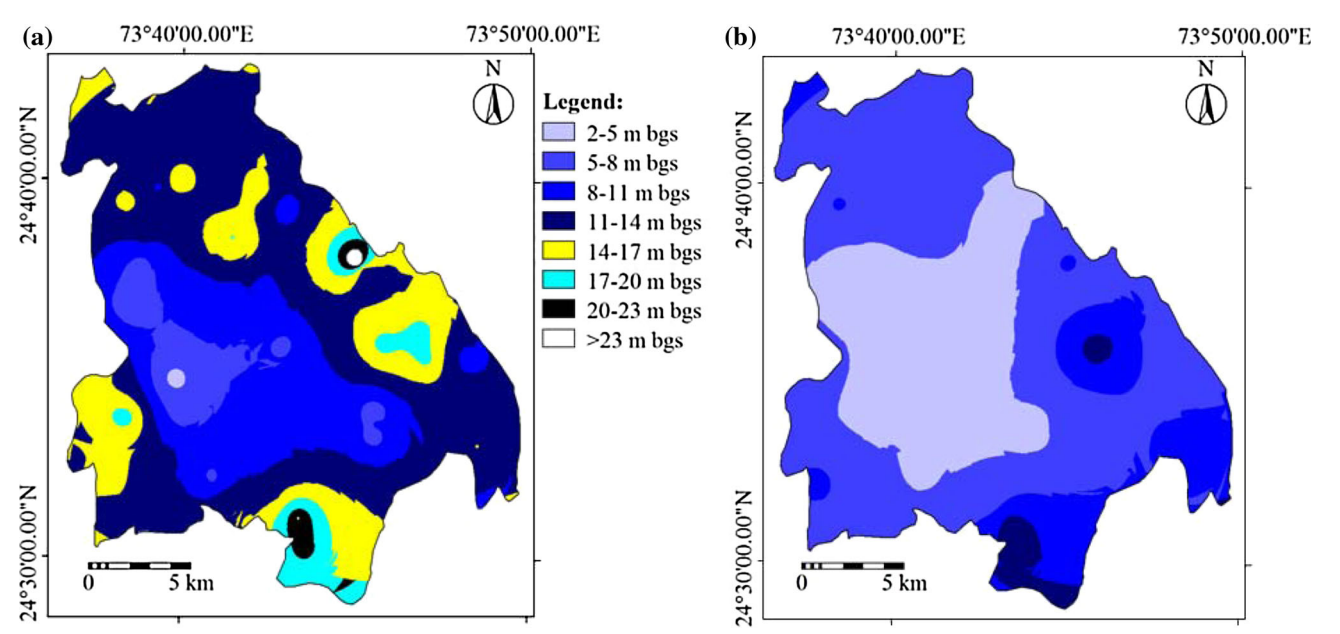 (a)
73°40'00.00"E
73°50'00.00"E
24°40'00.00"N
24°30'00.00"N
N
0
5 km
Legend:
2-5 m bgs
5-8 m bgs
8-11 m bgs
11-14 m bgs
14-17 m bgs
17-20 m bgs
20-23 m bgs
>23 m bgs
(b)
73°40'00.00"E
73°50'00.00"E
24°40'00.00"N
24°30'00.00"N
N
0
5 km